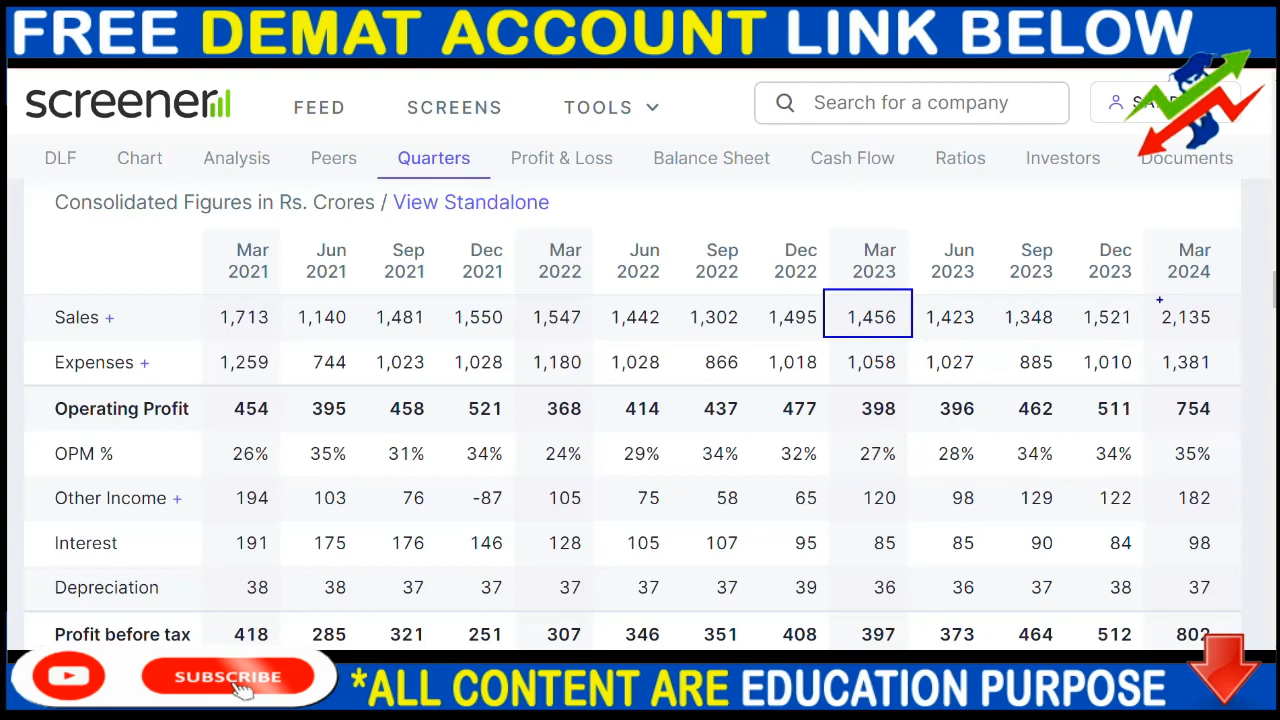 FREE DEMAT ACCOUNT LINK BELOW
screener FEED SCREENS TOOLS Search for a company
DLF Chart Analysis Peers Quarters Profit & Loss Balance Sheet Cash Flow Ratios Investors Documents
Consolidated Figures in Rs. Crores / View Standalone
Mar 2021 Jun 2021 Sep 2021 Dec 2021 Mar 2022 Jun 2022 Sep 2022 Dec 2022 Mar 2023 Jun 2023 Sep 2023 Dec 2023 Mar 2024
Sales + 1,713 1,140 1,481 1,550 1,547 1,442 1,302 1,495 1,456 1,423 1,348 1,521 2,135
Expenses + 1,259 744 1,023 1,028 1,180 1,028 866 1,018 1,058 1,027 885 1,010 1,381
Operating Profit 454 395 458 521 368 414 437 477 398 396 462 511 754
OPM % 26% 35% 31% 34% 24% 29% 34% 32% 27% 28% 34% 34% 35%
Other Income + 194 103 76 -87 105 75 58 65 120 98 129 122 182
Interest 191 175 176 146 128 105 107 95 85 85 90 84 98
Depreciation 38 38 37 37 37 37 37 39 36 36 37 38 37
Profit before tax 418 285 321 251 307 346 351 408 397 373 464 512 802
SUBSCRIBE *ALL CONTENT ARE EDUCATION PURPOSE